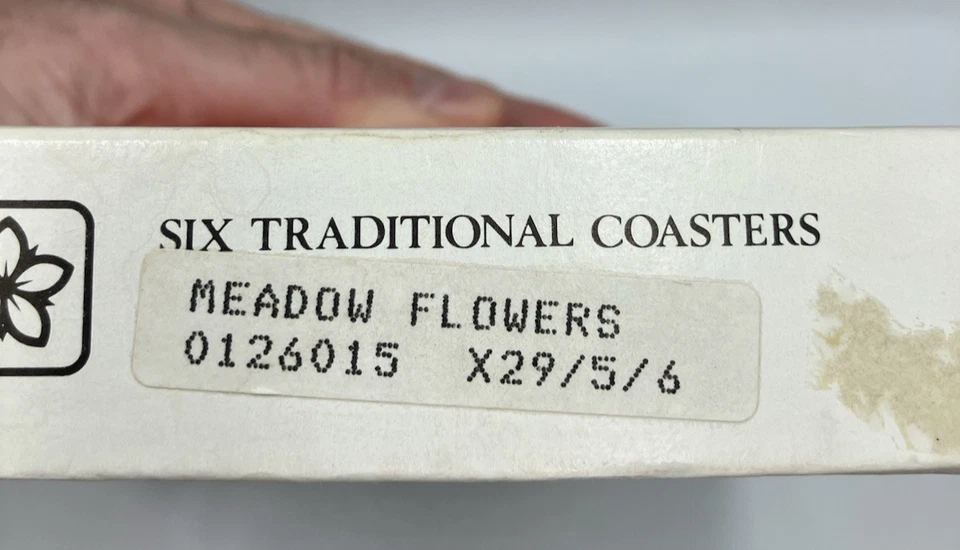 SIX TRADITIONAL COASTERS
MEADOW FLOWERS
0126015 X29/5/6